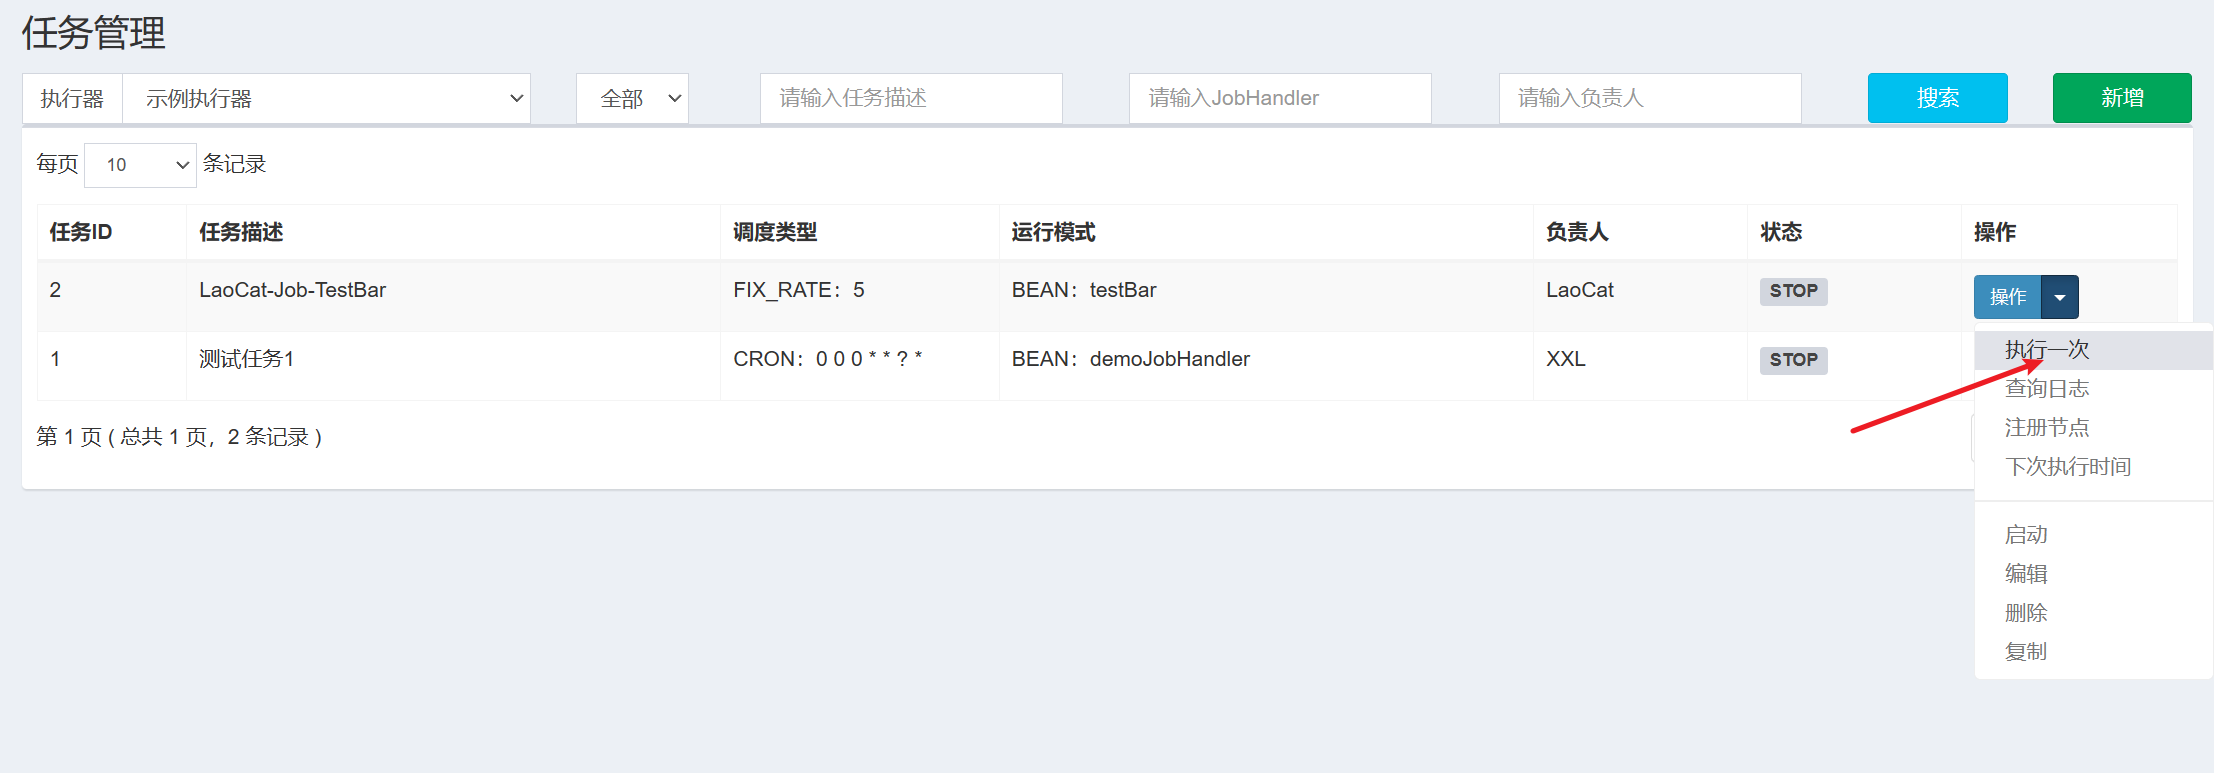 任务管理
执行器 示例执行器 全部 请输入任务描述 请输入JobHandler 请输入负责人 搜索 新增
每页 10 条记录
任务ID 任务描述 调度类型 运行模式 负责人 状态 操作
2 LaoCat-Job-TestBar FIX_RATE：5 BEAN：testBar LaoCat STOP 操作
1 测试任务1 CRON：0 0 0 * * ? * BEAN：demoJobHandler XXL STOP
第 1 页 ( 总共 1 页，2 条记录 )
执行一次
查询日志
注册节点
下次执行时间
启动
编辑
删除
复制